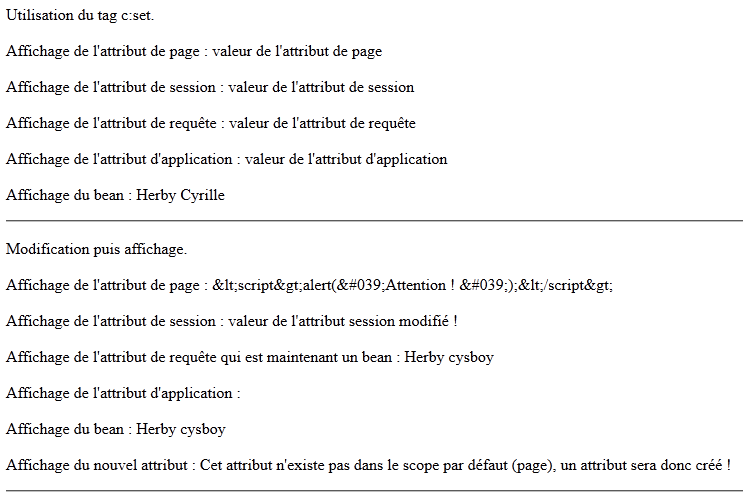 Utilisation du tag c:set.
Affichage de l'attribut de page : valeur de l'attribut de page
Affichage de l'attribut de session : valeur de l'attribut de session
Affichage de l'attribut de requête : valeur de l'attribut de requête
Affichage de l'attribut d'application : valeur de l'attribut d'application
Affichage du bean : Herby Cyrille
Modification puis affichage.
Affichage de l'attribut de page : &lt;script&gt;alert(&#039;Attention ! &#039;);&lt;/script&gt;
Affichage de l'attribut de session : valeur de l'attribut session modifié !
Affichage de l'attribut de requête qui est maintenant un bean : Herby cysboy
Affichage de l'attribut d'application :
Affichage du bean : Herby cysboy
Affichage du nouvel attribut : Cet attribut n'existe pas dans le scope par défaut (page), un attribut sera donc créé !